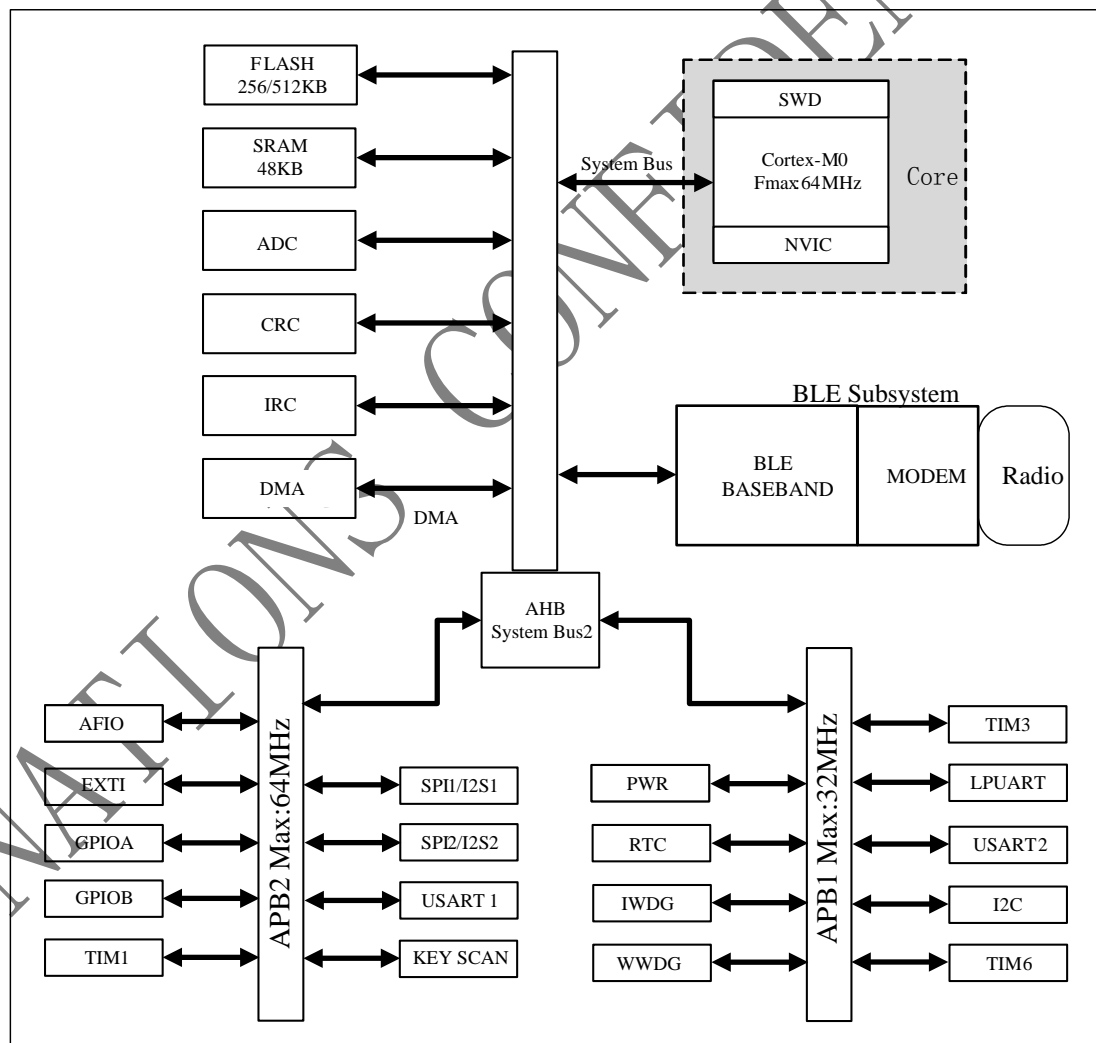 FLASH
256/512KB
SRAM
48KB
ADC
CRC
IRC
DMA
DMA
System Bus
SWD
Cortex-M0
Fmax:64MHz
NVIC
Core
BLE Subsystem
BLE
BASEBAND
MODEM
Radio
AHB
System Bus2
APB2 Max:64MHz
AFIO
EXTI
GPIOA
GPIOB
TIM1
SPI1/I2S1
SPI2/I2S2
USART 1
KEY SCAN
APB1 Max:32MHz
PWR
RTC
IWDG
WWDG
TIM3
LPUART
USART2
I2C
TIM6
NATIONS